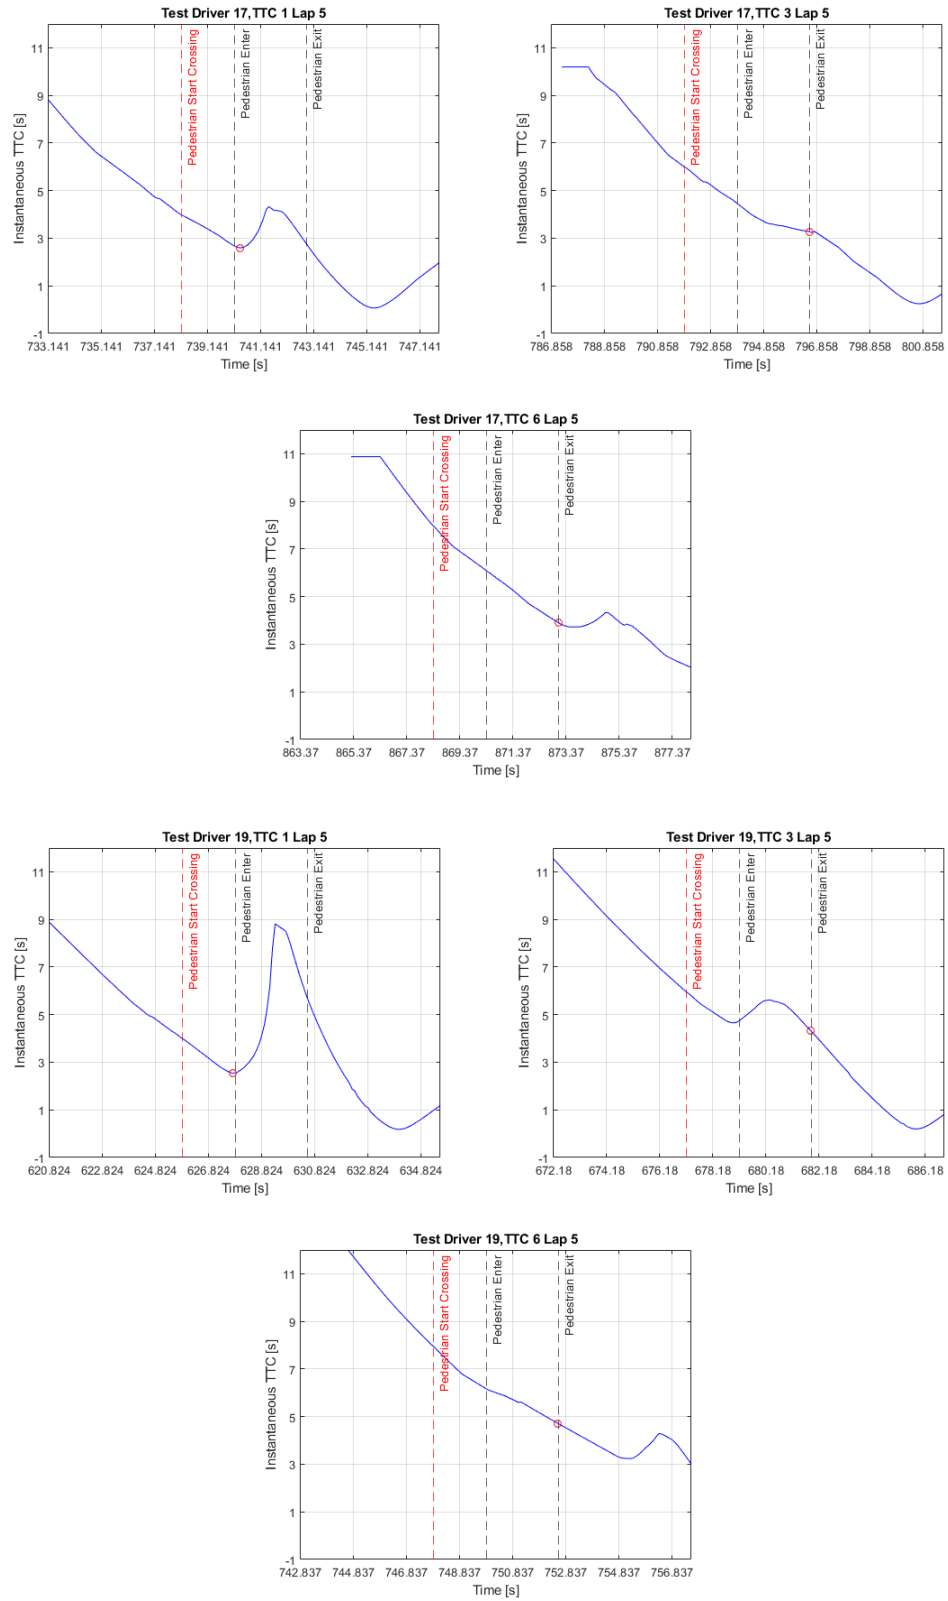 Test Driver 17, TTC 1 Lap 5
Instantaneous TTC [s]
11
9
7
5
3
1
-1
Pedestrian Start Crossing
Pedestrian Enter
Pedestrian Exit
733.141 735.141 737.141 739.141 741.141 743.141 745.141 747.141
Time [s]
Test Driver 17, TTC 3 Lap 5
Instantaneous TTC [s]
11
9
7
5
3
1
-1
Pedestrian Start Crossing
Pedestrian Enter
Pedestrian Exit
786.858 788.858 790.858 792.858 794.858 796.858 798.858 800.858
Time [s]
Test Driver 17, TTC 6 Lap 5
Instantaneous TTC [s]
11
9
7
5
3
1
-1
Pedestrian Start Crossing
Pedestrian Enter
Pedestrian Exit
863.37 865.37 867.37 869.37 871.37 873.37 875.37 877.37
Time [s]
Test Driver 19, TTC 1 Lap 5
Instantaneous TTC [s]
11
9
7
5
3
1
-1
Pedestrian Start Crossing
Pedestrian Enter
Pedestrian Exit
620.824 622.824 624.824 626.824 628.824 630.824 632.824 634.824
Time [s]
Test Driver 19, TTC 3 Lap 5
Instantaneous TTC [s]
11
9
7
5
3
1
-1
Pedestrian Start Crossing
Pedestrian Enter
Pedestrian Exit
672.18 674.18 676.18 678.18 680.18 682.18 684.18 686.18
Time [s]
Test Driver 19, TTC 6 Lap 5
Instantaneous TTC [s]
11
9
7
5
3
1
-1
Pedestrian Start Crossing
Pedestrian Enter
Pedestrian Exit
742.837 744.837 746.837 748.837 750.837 752.837 754.837 756.837
Time [s]